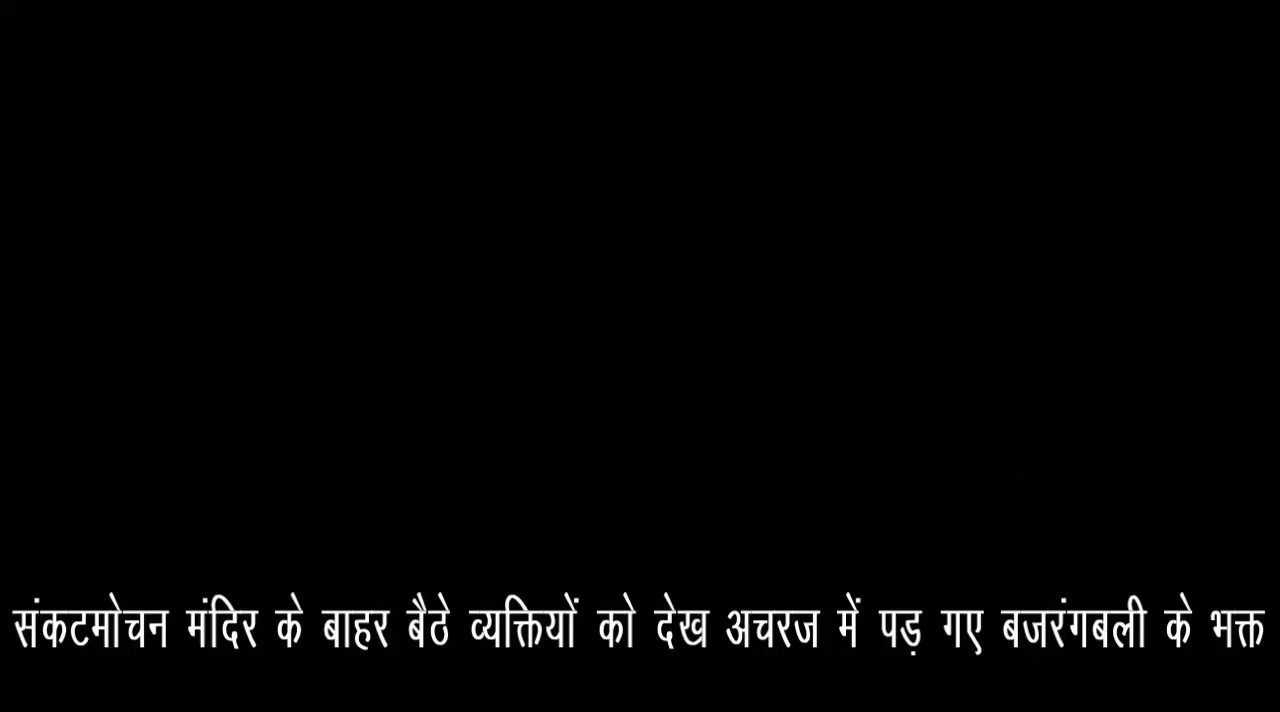 संकटमोचन मंदिर के बाहर बैठे व्यक्तियों को देख अचरज में पड़ गए बजरंगबली के भक्त